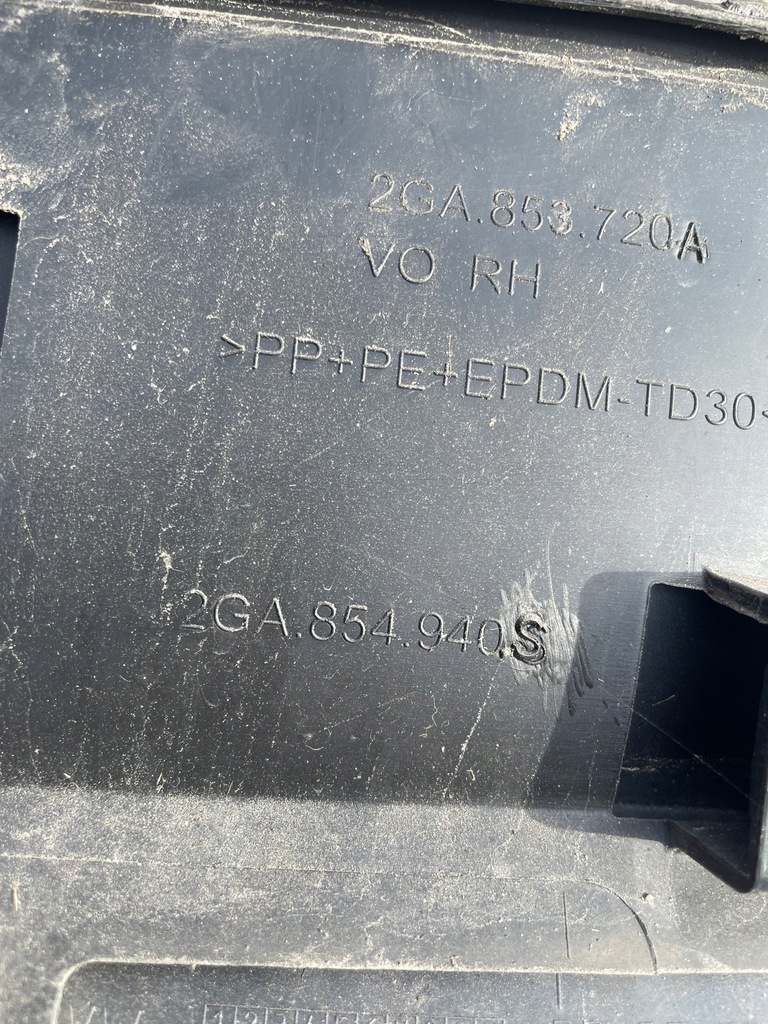 2GA.853.720A
VO RH
>PP+PE+EPDM-TD30<
2GA.854.940.S